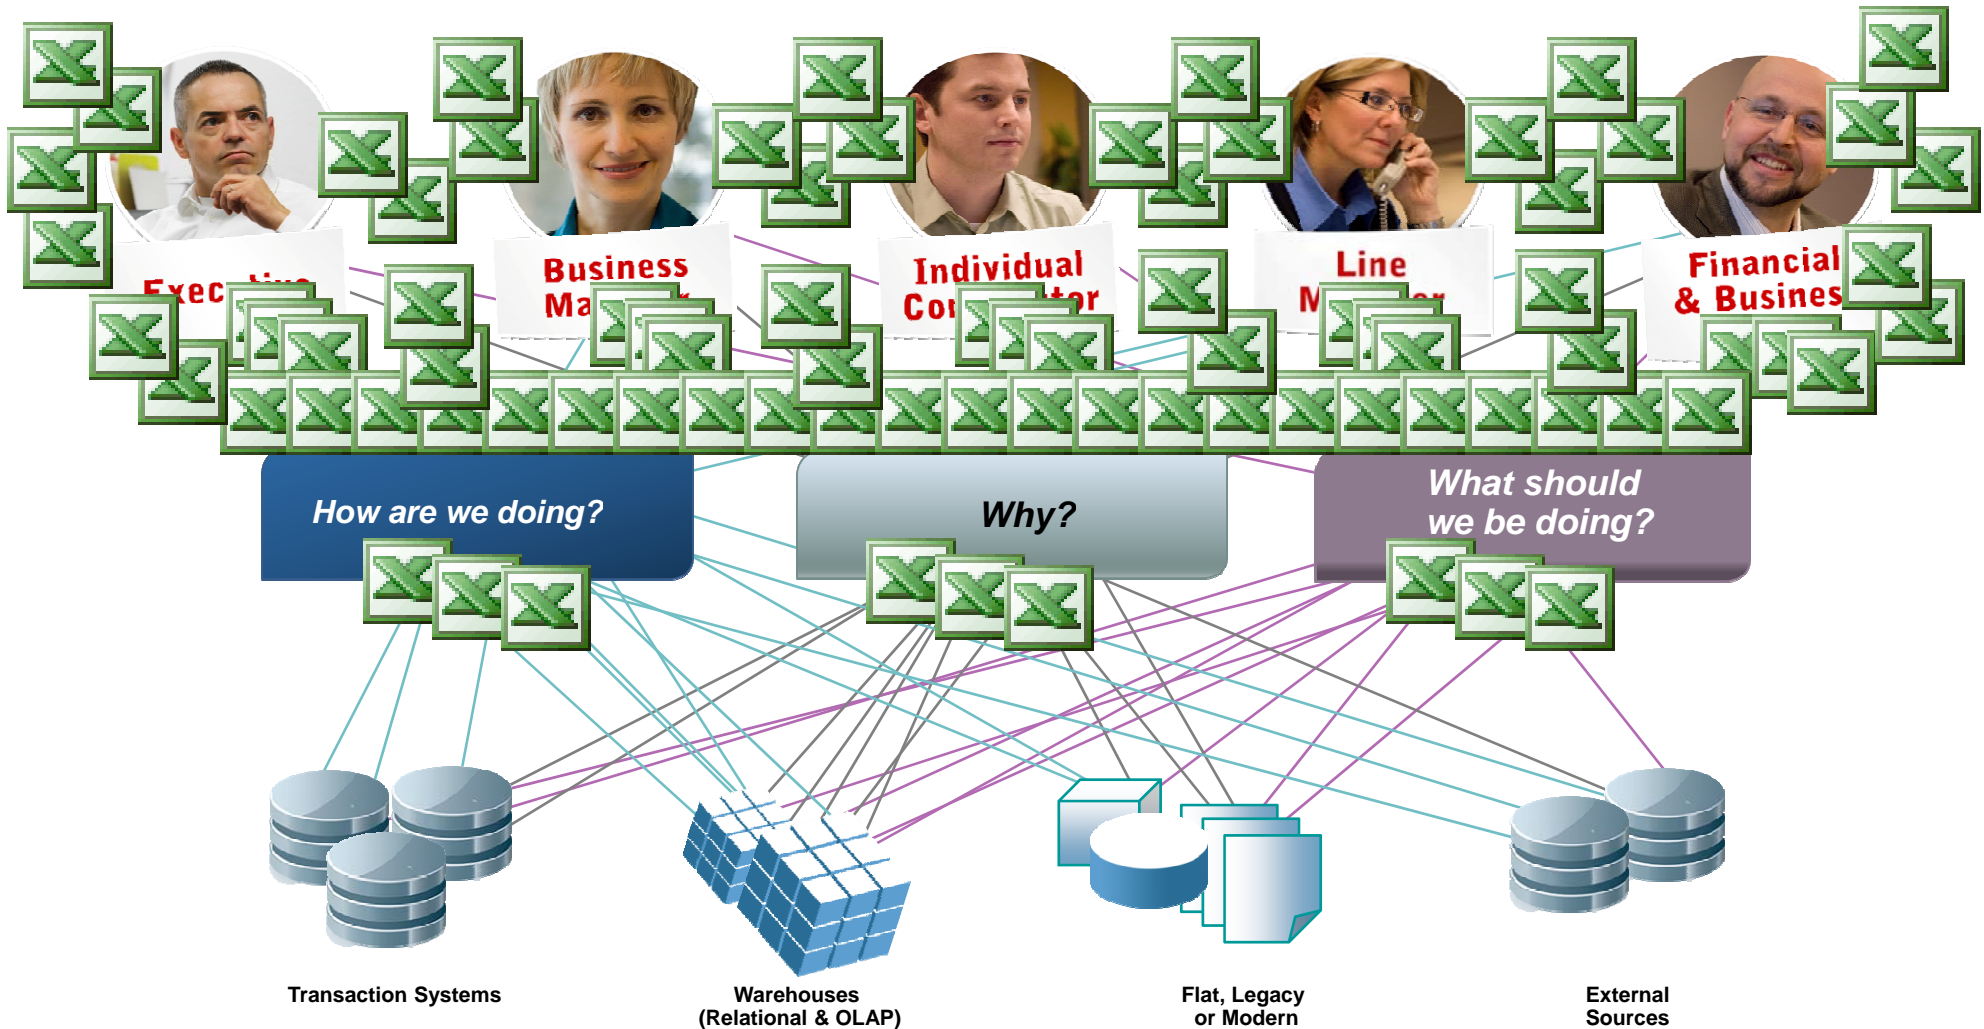 Business
Individual
Line
Financial
& Busines
How are we doing?
Why?
What should
we be doing?
Transaction Systems
Warehouses
(Relational & OLAP)
Flat, Legacy
or Modern
External
Sources